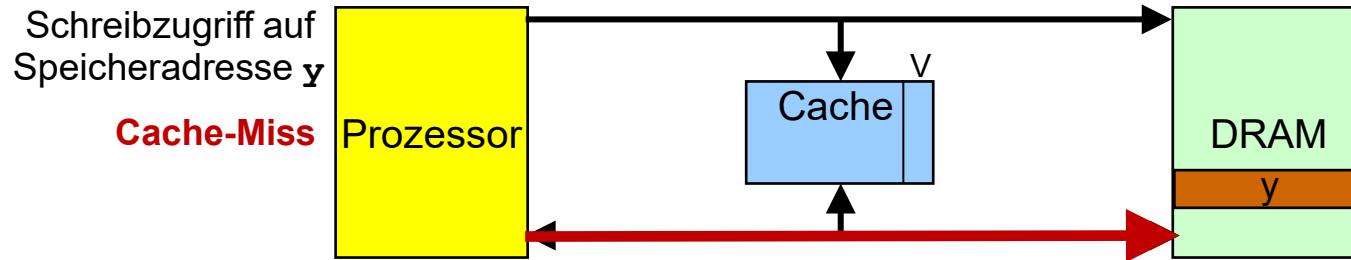 Schreibzugriff auf
Speicheradresse y
Cache-Miss
Prozessor
V
Cache
DRAM
y